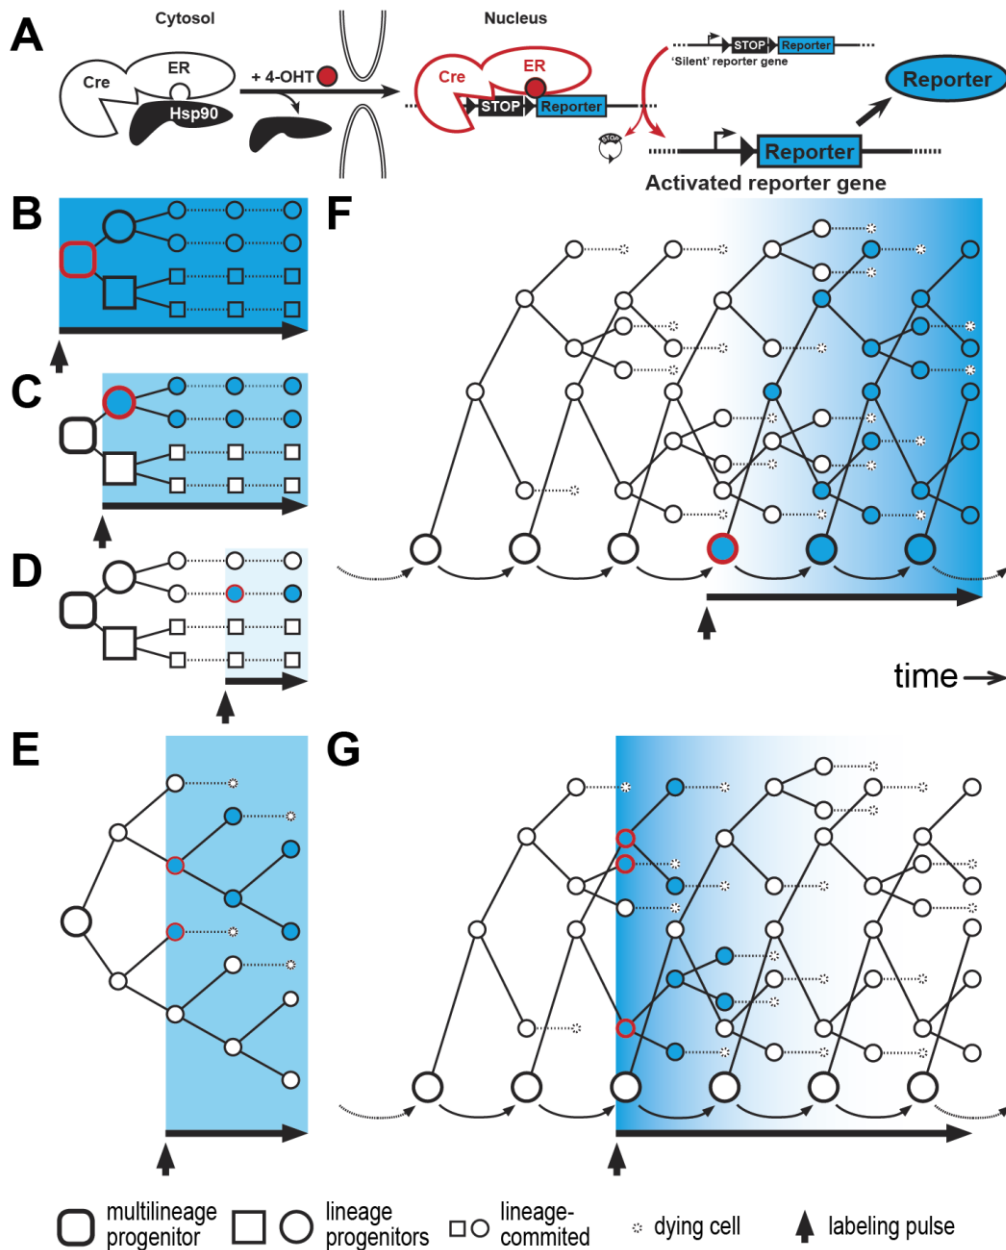 A
Cytosol
Nucleus
Cre
ER
Hsp90
+ 4-OHT
Cre
ER
STOP
Reporter
STOP
Reporter
'Silent' reporter gene
STOP
Reporter
Activated reporter gene
Reporter
B
C
D
F
time
E
G
multilineage
progenitor
lineage
progenitors
lineage-
commited
dying cell
labeling pulse